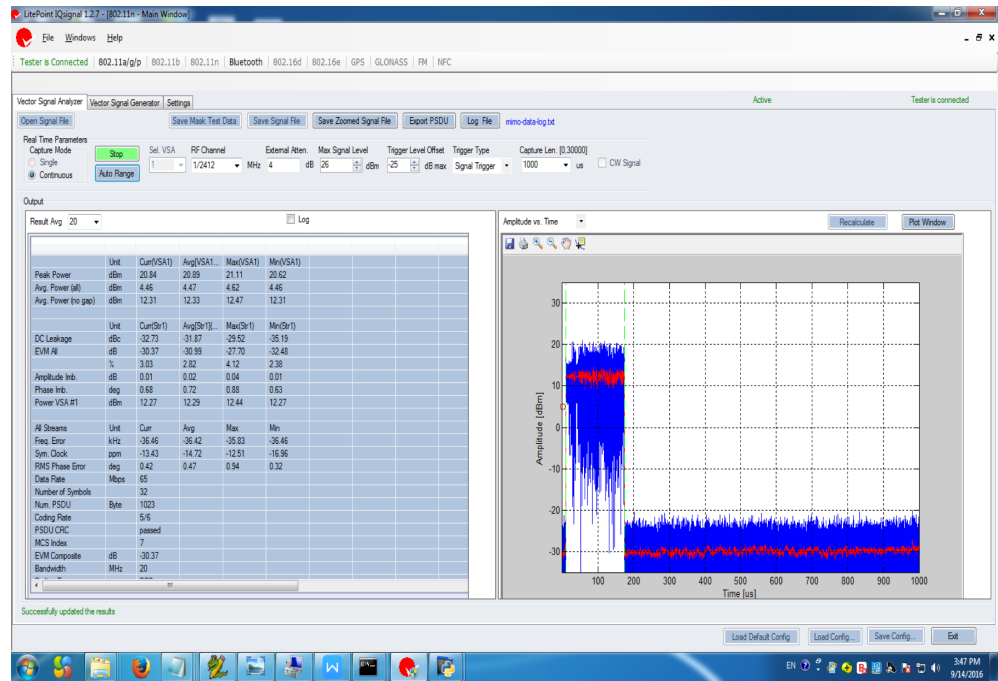 LitePoint IQsignal 1.2.7 - [802.11n - Main Window]
File Windows Help
Tester is Connected 802.11a/g/p 802.11b 802.11n Bluetooth 802.16d 802.16e GPS GLONASS FM NFC
Vector Signal Analyzer Vector Signal Generator Settings Active Tester is connected
Open Signal File Save Mask Test Data Save Signal File Save Zoomed Signal File Export PSDU Log File mimo-data-log.txt
Real Time Parameters
Capture Mode Sel. VSA RF Channel External Atten. Max Signal Level Trigger Level Offset Trigger Type Capture Len. [0,30000]
Single Stop 1 1/2412 MHz 4 dB 26 dBm -25 dB max Signal Trigger 1000 us CW Signal
Continuous Auto Range
Output
Result Avg 20 Log Amplitude vs. Time Recalculate Plot Window
Unit Curr(VSA1) Avg(VSA1... Max(VSA1) Min(VSA1)
Peak Power dBm 20.84 20.89 21.11 20.62
Avg. Power (all) dBm 4.46 4.47 4.62 4.46
Avg. Power (no gap) dBm 12.31 12.33 12.47 12.31
Unit Curr(Str1) Avg[Str1](... Max(Str1) Min(Str1)
DC Leakage dBc -32.73 -31.87 -29.52 -35.19
EVM All dB -30.37 -30.99 -27.70 -32.48
% 3.03 2.82 4.12 2.38
Amplitude Imb. dB 0.01 0.02 0.04 0.01
Phase Imb. deg 0.68 0.72 0.88 0.63
Power VSA #1 dBm 12.27 12.29 12.44 12.27
All Streams Unit Curr Avg Max Min
Freq. Error kHz -36.46 -36.42 -35.83 -36.46
Sym. Clock ppm -13.43 -14.72 -12.51 -16.96
RMS Phase Error deg 0.42 0.47 0.94 0.32
Data Rate Mbps 65
Number of Symbols 32
Num. PSDU Byte 1023
Coding Rate 5/6
PSDU CRC passed
MCS Index 7
EVM Composite dB -30.37
Bandwidth MHz 20
30
20
10
0
-10
-20
-30
Amplitude [dBm]
100 200 300 400 500 600 700 800 900 1000
Time [us]
Successfully updated the results
Load Default Config Load Config... Save Config... Exit
EN 3:47 PM
9/14/2016